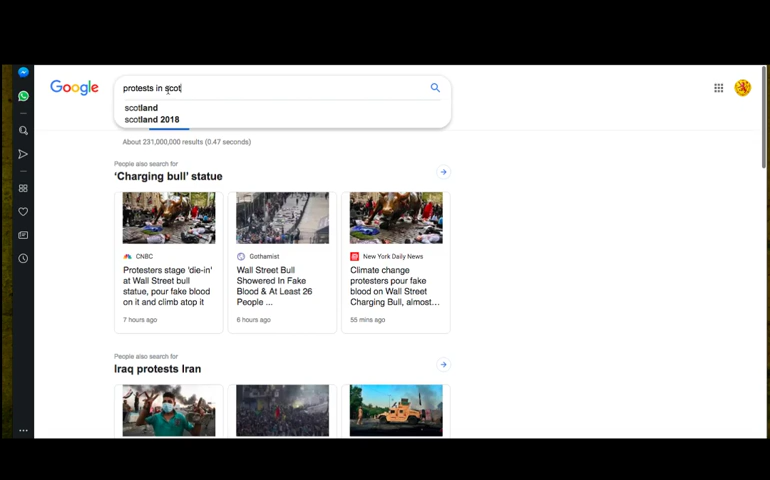 Google
protests in scot
scotland
scotland 2018
About 231,000,000 results (0.47 seconds)
People also search for
'Charging bull' statue
CNBC
Protesters stage 'die-in'
at Wall Street bull
statue, pour fake blood
on it and climb atop it
7 hours ago
Gothamist
Wall Street Bull
Showered In Fake
Blood & At Least 26
People ...
6 hours ago
New York Daily News
Climate change
protesters pour fake
blood on Wall Street
Charging Bull, almost...
55 mins ago
People also search for
Iraq protests Iran